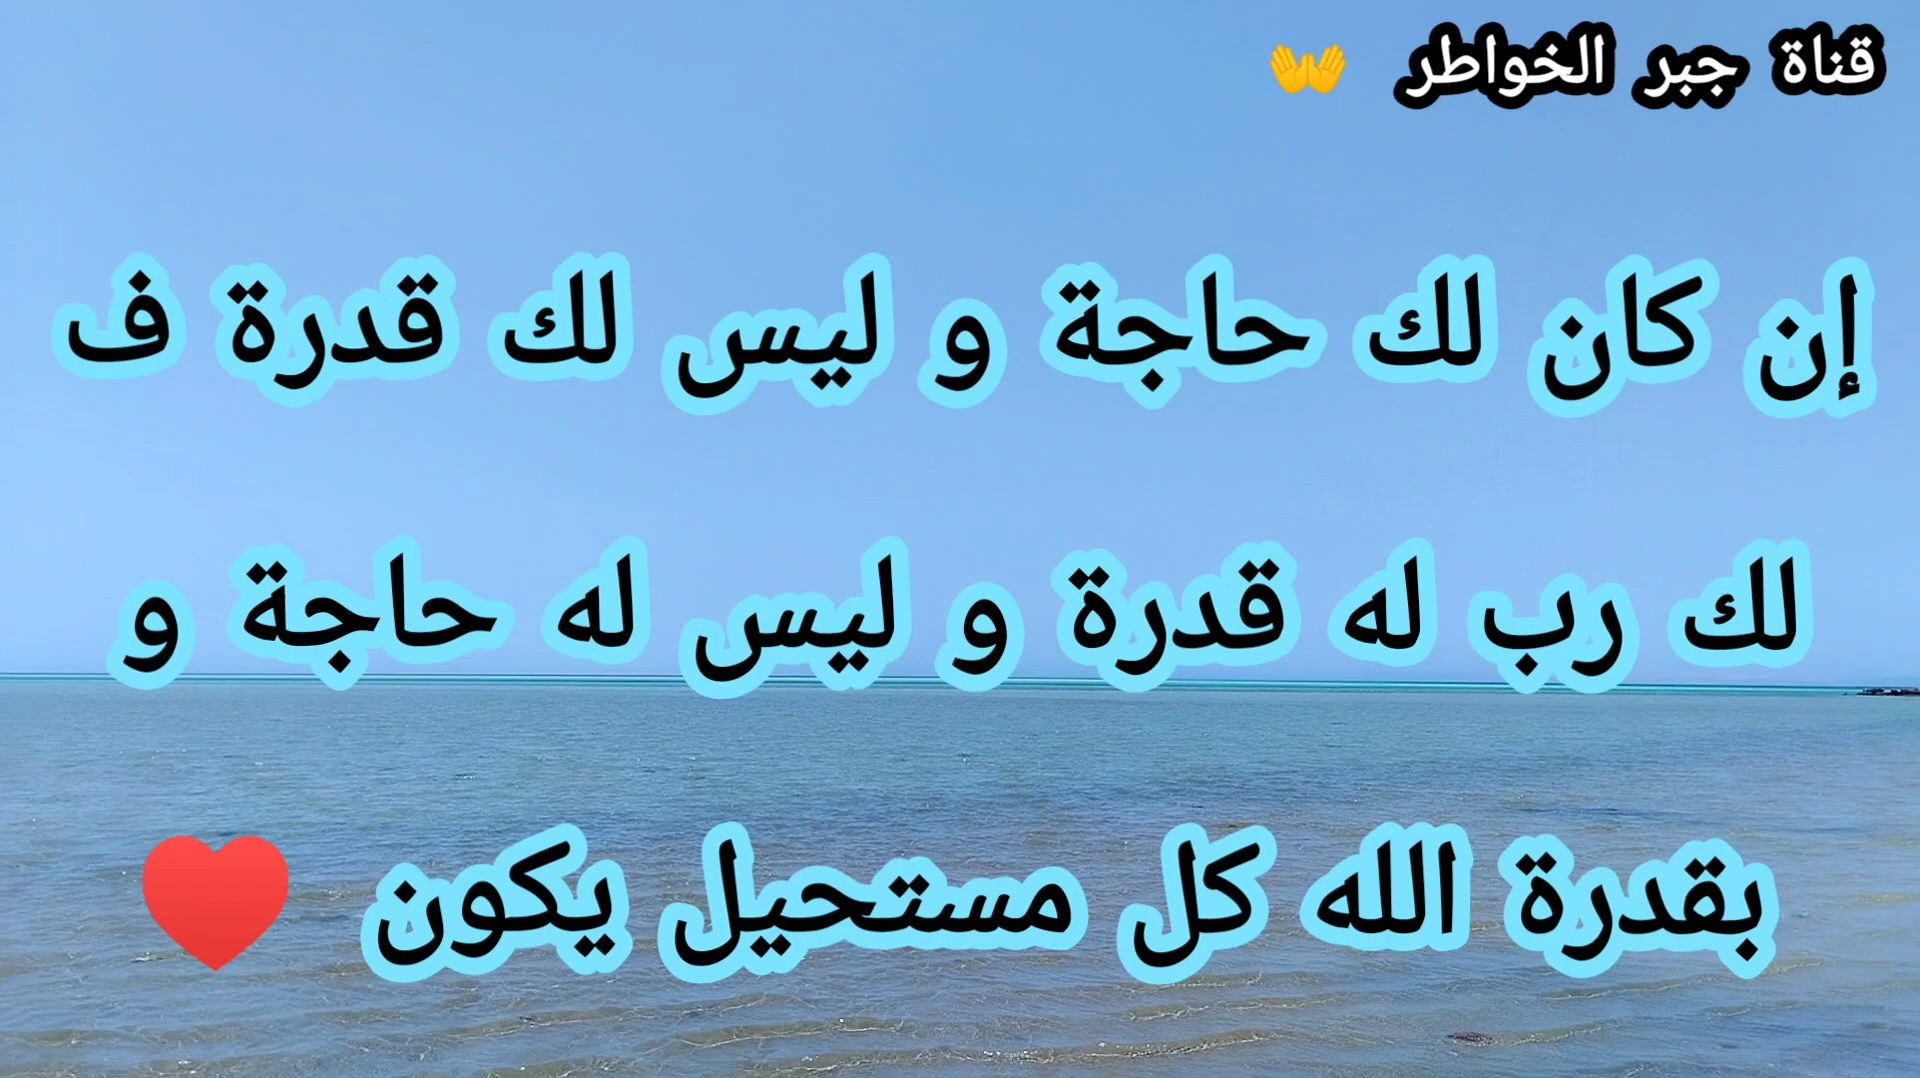 قناة جبر الخواطر 👐
إن كان لك حاجة و ليس لك قدرة ف
لك رب له قدرة و ليس له حاجة و
بقدرة الله كل مستحيل يكون ♥️